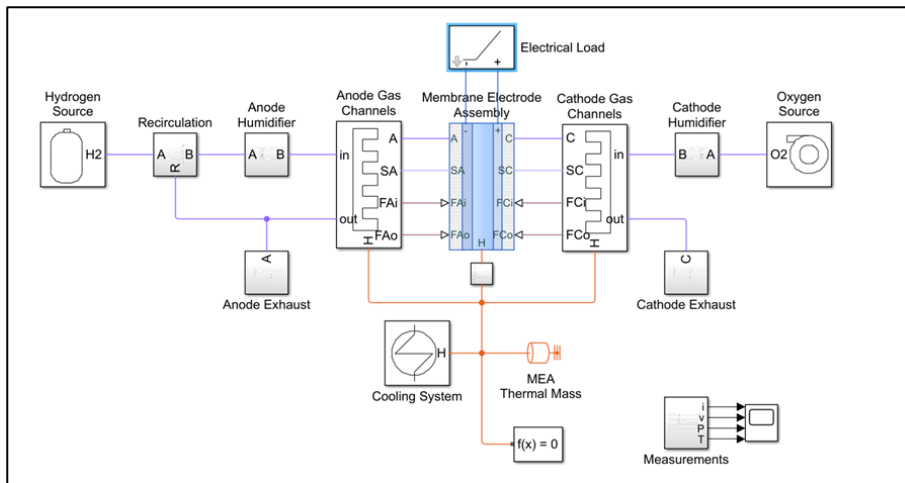 Electrical Load
Hydrogen
Source
H2
Recirculation
A
B
R
Anode
Humidifier
A
B
Anode Gas
Channels
in
out
A
SA
FAi
FAo
H
Membrane Electrode
Assembly
-
+
A
C
SA
SC
FAi
FCi
FAo
FCo
H
Cathode Gas
Channels
C
SC
FCi
FCo
in
out
H
Cathode
Humidifier
B
A
Oxygen
Source
O2
A
Anode Exhaust
C
Cathode Exhaust
H
Cooling System
MEA
Thermal Mass
f(x) = 0
i
v
P
T
Measurements